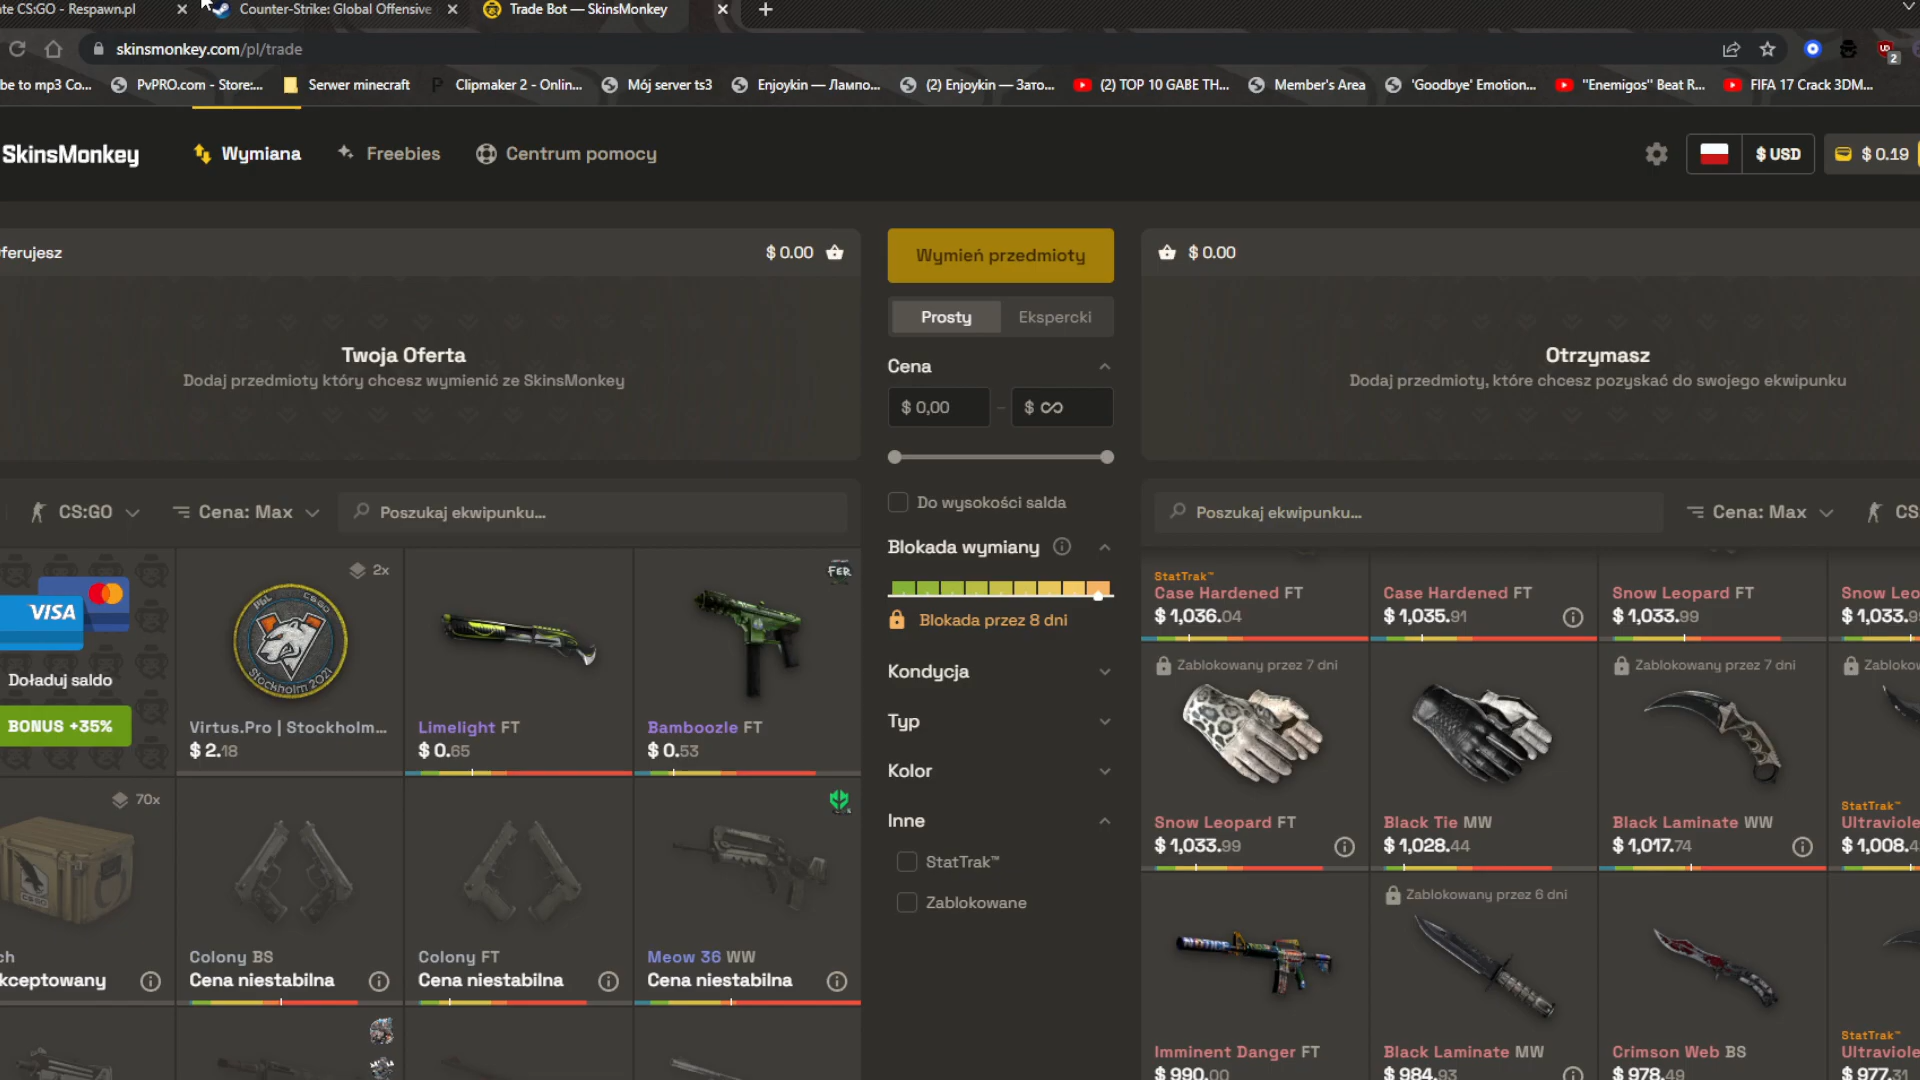 te CS:GO - Respawn.pl
Counter-Strike: Global Offensive
Trade Bot — SkinsMonkey
skinsmonkey.com/pl/trade
UD
2
be to mp3 Co...
PvPRO.com - Store:...
Serwer minecraft
Clipmaker 2 - Onlin...
Mój server ts3
Enjoykin — Лампо...
(2) Enjoykin — Зато...
(2) TOP 10 GABE TH...
Member's Area
'Goodbye' Emotion...
"Enemigos" Beat R...
FIFA 17 Crack 3DM...
SkinsMonkey
Wymiana
Freebies
Centrum pomocy
$ USD
$ 0.19
ferujesz
$ 0.00
Wymień przedmioty
$ 0.00
Prosty
Ekspercki
Twoja Oferta
Dodaj przedmioty który chcesz wymienić ze SkinsMonkey
Otrzymasz
Dodaj przedmioty, które chcesz pozyskać do swojego ekwipunku
Cena
$ 0,00
–
$ ∞
Do wysokości salda
Blokada wymiany
Blokada przez 8 dni
Kondycja
Typ
Kolor
Inne
StatTrak™
Zablokowane
CS:GO
Cena: Max
Poszukaj ekwipunku...
Poszukaj ekwipunku...
Cena: Max
CS
VISA
Doładuj saldo
BONUS +35%
2x
PGL
CSGO
Stockholm 2021
Virtus.Pro | Stockholm...
$ 2.18
Limelight FT
$ 0.65
FER
Bamboozle FT
$ 0.53
70x
ch
kceptowany
Colony BS
Cena niestabilna
Colony FT
Cena niestabilna
Meow 36 WW
Cena niestabilna
StatTrak™
Case Hardened FT
$ 1,036.04
Case Hardened FT
$ 1,035.91
Snow Leopard FT
$ 1,033.99
Snow Leo
$ 1,033.9
Zablokowany przez 7 dni
Snow Leopard FT
$ 1,033.99
Black Tie MW
$ 1,028.44
Zablokowany przez 7 dni
Black Laminate WW
$ 1,017.74
Zabloko
StatTrak™
Ultraviole
$ 1,008.4
Imminent Danger FT
$ 990.00
Zablokowany przez 6 dni
Black Laminate MW
$ 984.93
Crimson Web BS
$ 978.49
StatTrak™
Ultraviole
$ 977.31